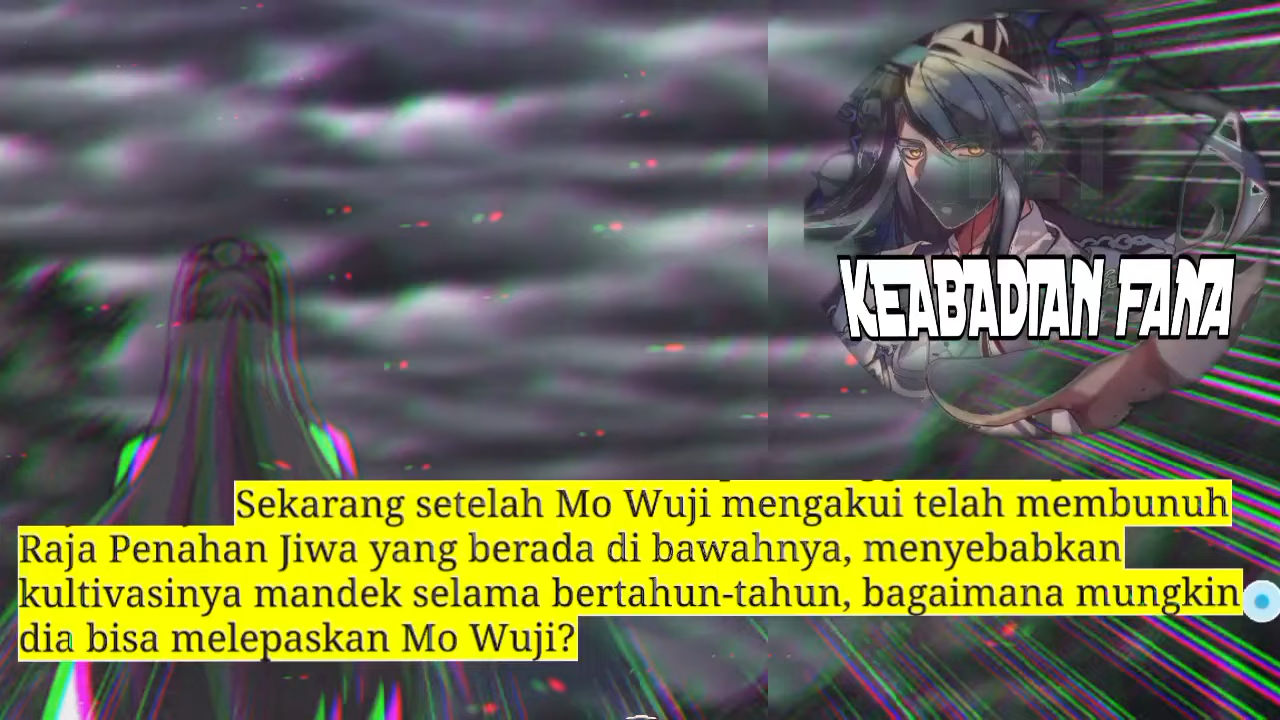 KEABADIAN FANA
Sekarang setelah Mo Wuji mengakui telah membunuh
Raja Penahan Jiwa yang berada di bawahnya, menyebabkan
kultivasinya mandek selama bertahun-tahun, bagaimana mungkin
dia bisa melepaskan Mo Wuji?